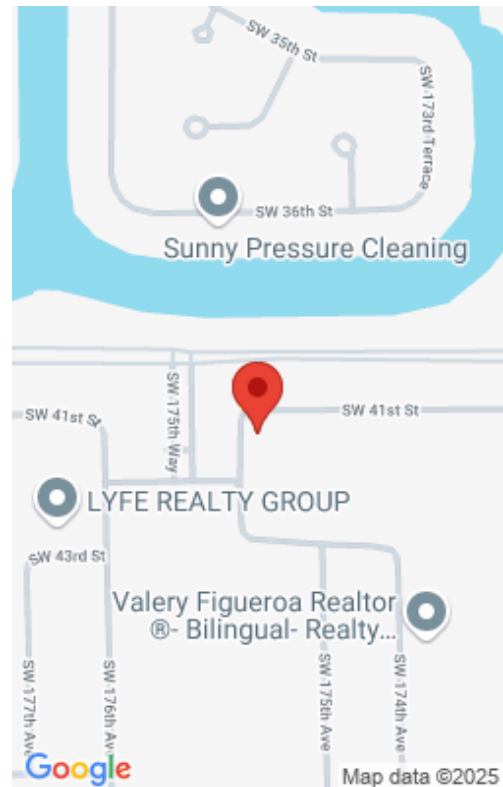 SW 35th St
SW 173rd Terrace
SW 36th St
Sunny Pressure Cleaning
SW 175th Way
SW 41st St
SW 41st St
LYFE REALTY GROUP
SW 43rd St
Valery Figueroa Realtor
®- Bilingual- Realty...
SW 177th Ave
SW 176th Ave
SW 175th Ave
SW 174th Ave
Google
Map data ©2025